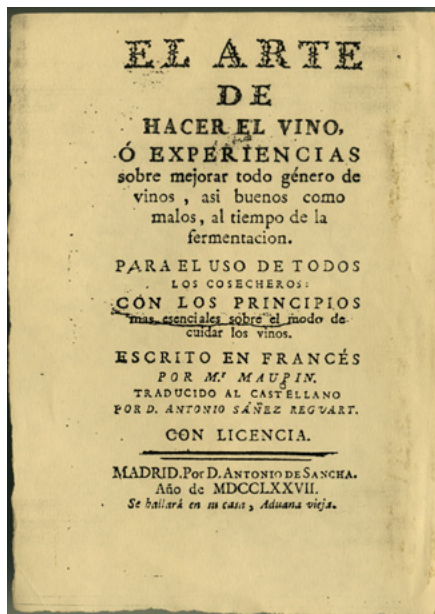 EL ARTE
DE
HACER EL VINO,
Ó EXPERIENCIAS
sobre mejorar todo género de
vinos , asi buenos como
malos, al tiempo de la
fermentacion.
PARA EL USO DE TODOS
LOS COSECHEROS:
CON LOS PRINCIPIOS
mas esenciales sobre el modo de
cuidar los vinos.
ESCRITO EN FRANCÉS
POR M.r MAUPIN.
TRADUCIDO AL CASTELLANO
POR D. ANTONIO SÁÑEZ REGUART.
CON LICENCIA.
MADRID. Por D. ANTONIO DE SANCHA.
Año de MDCCLXXVII.
Se hallará en su casa, Aduana vieja.